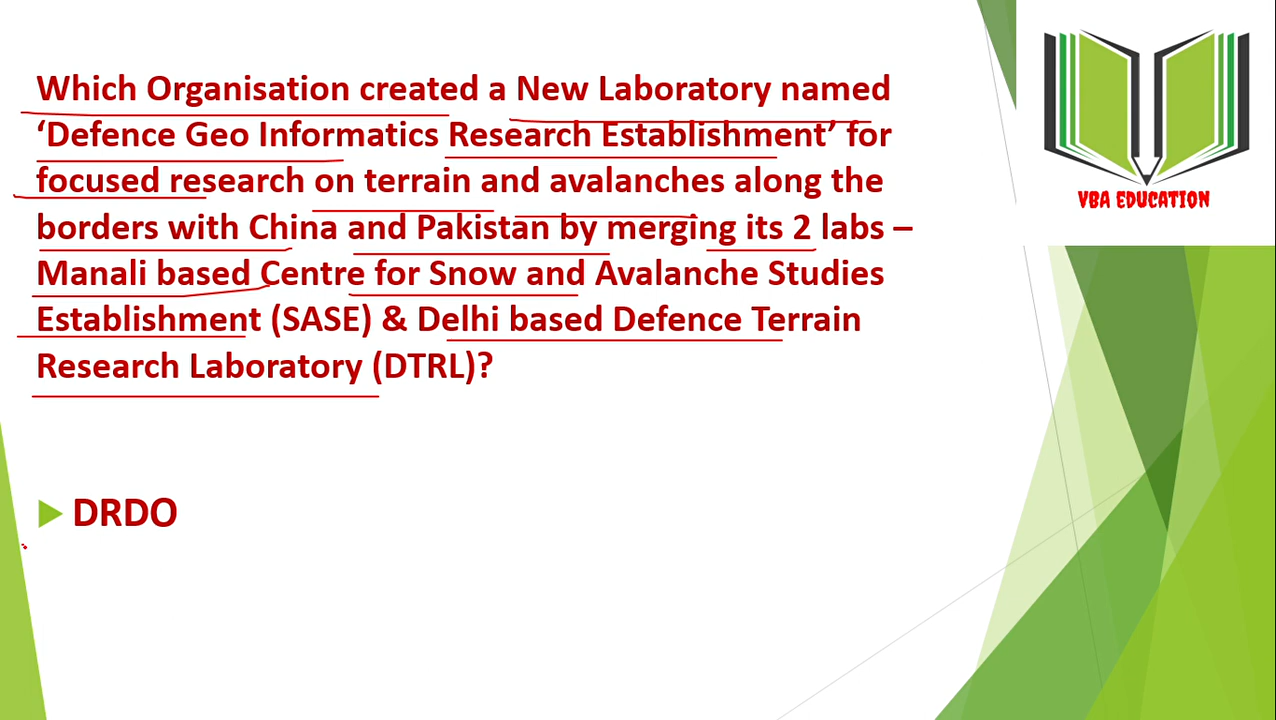 Which Organisation created a New Laboratory named
‘Defence Geo Informatics Research Establishment’ for
focused research on terrain and avalanches along the
borders with China and Pakistan by merging its 2 labs –
Manali based Centre for Snow and Avalanche Studies
Establishment (SASE) & Delhi based Defence Terrain
Research Laboratory (DTRL)?
DRDO
VBA EDUCATION